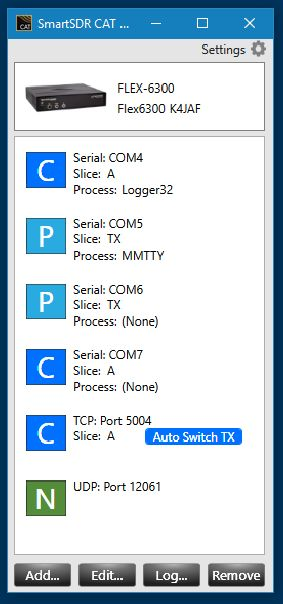 SmartSDR CAT ...
CAT
Settings
FLEX-6300
Flex6300 K4JAF
C
Serial: COM4
Slice: A
Process: Logger32
P
Serial: COM5
Slice: TX
Process: MMTTY
P
Serial: COM6
Slice: TX
Process: (None)
C
Serial: COM7
Slice: A
Process: (None)
C
TCP: Port 5004
Slice: A
Auto Switch TX
N
UDP: Port 12061
Add...
Edit...
Log...
Remove